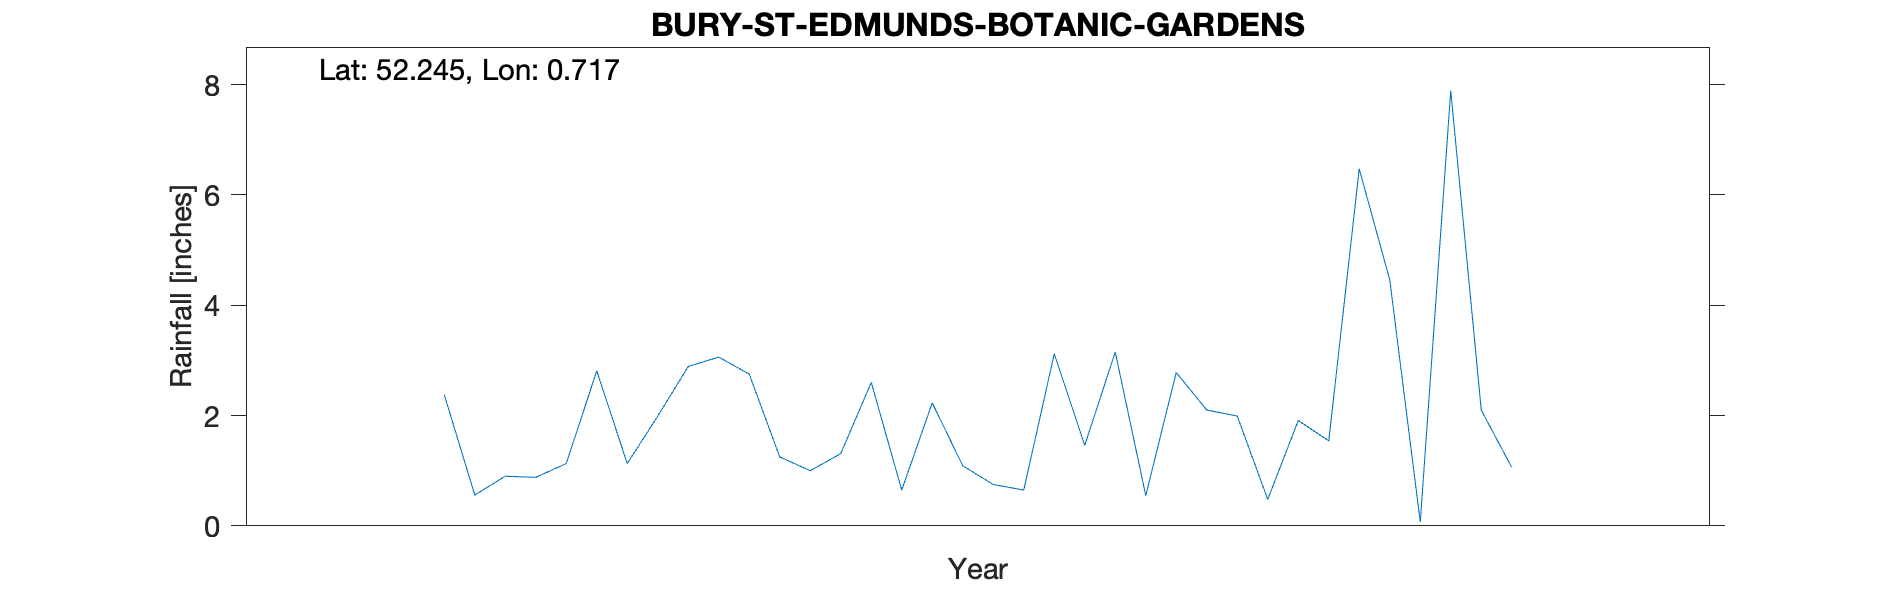 BURY-ST-EDMUNDS-BOTANIC-GARDENS
Lat: 52.245, Lon: 0.717
8
6
4
2
0
Rainfall [inches]
Year